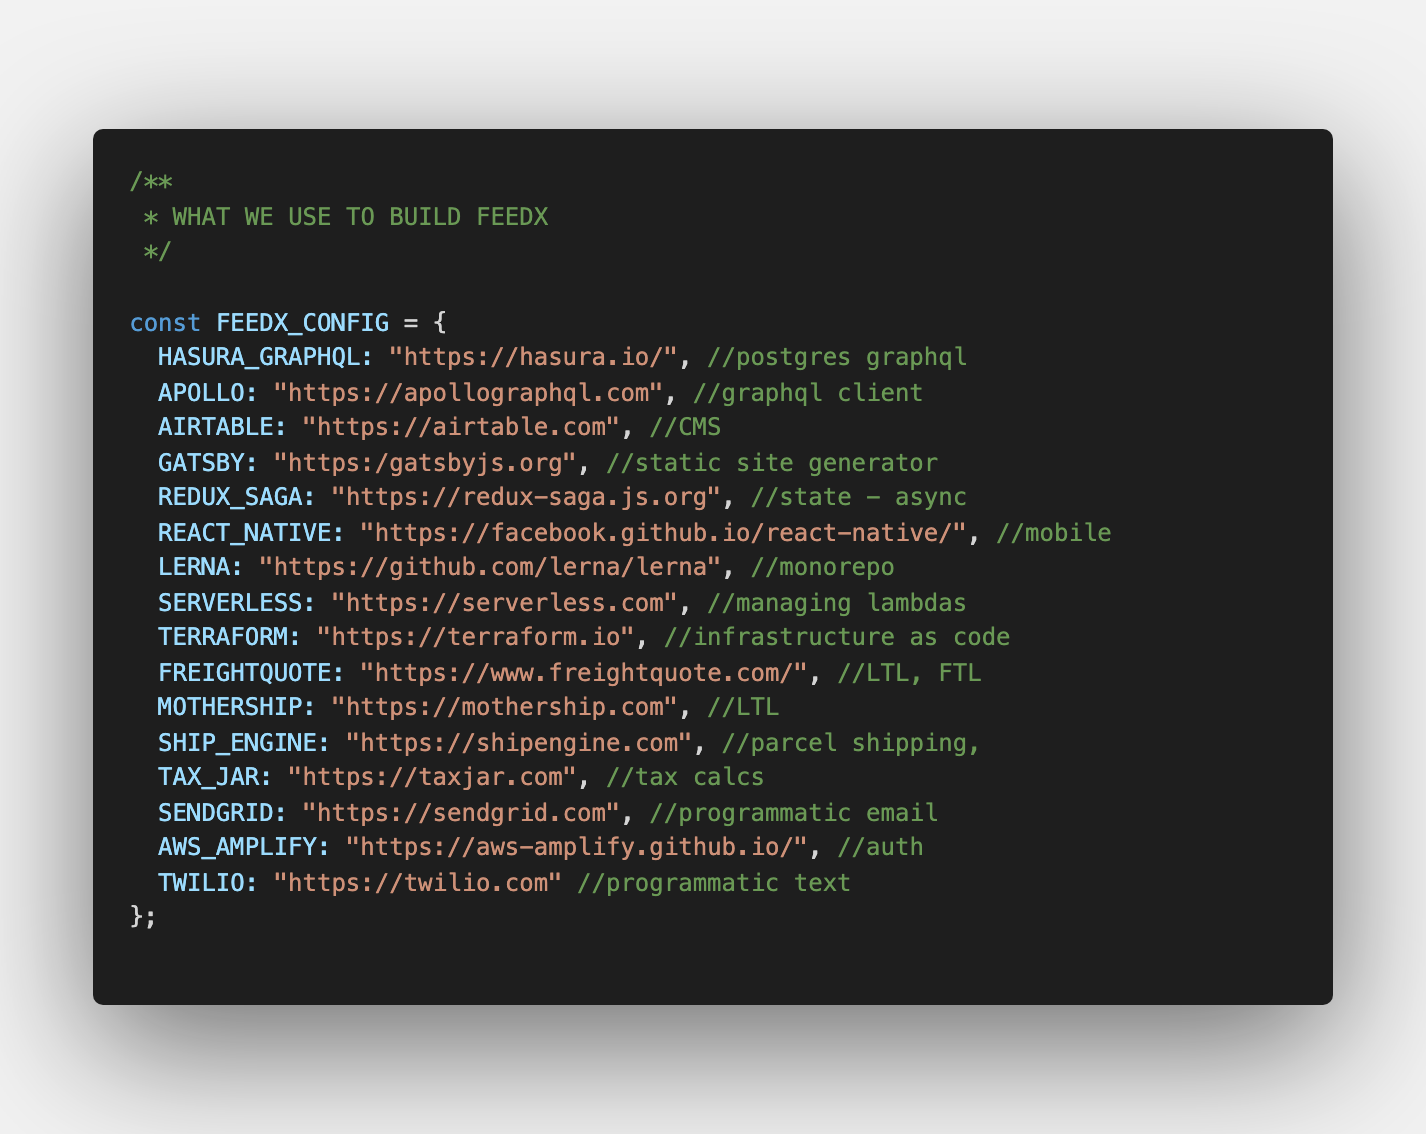 /**
 * WHAT WE USE TO BUILD FEEDX
 */
const FEEDX_CONFIG = {
  HASURA_GRAPHQL: "https://hasura.io/", //postgres graphql
  APOLLO: "https://apollographql.com", //graphql client
  AIRTABLE: "https://airtable.com", //CMS
  GATSBY: "https:/gatsbyjs.org", //static site generator
  REDUX_SAGA: "https://redux-saga.js.org", //state - async
  REACT_NATIVE: "https://facebook.github.io/react-native/", //mobile
  LERNA: "https://github.com/lerna/lerna", //monorepo
  SERVERLESS: "https://serverless.com", //managing lambdas
  TERRAFORM: "https://terraform.io", //infrastructure as code
  FREIGHTQUOTE: "https://www.freightquote.com/", //LTL, FTL
  MOTHERSHIP: "https://mothership.com", //LTL
  SHIP_ENGINE: "https://shipengine.com", //parcel shipping,
  TAX_JAR: "https://taxjar.com", //tax calcs
  SENDGRID: "https://sendgrid.com", //programmatic email
  AWS_AMPLIFY: "https://aws-amplify.github.io/", //auth
  TWILIO: "https://twilio.com" //programmatic text
};